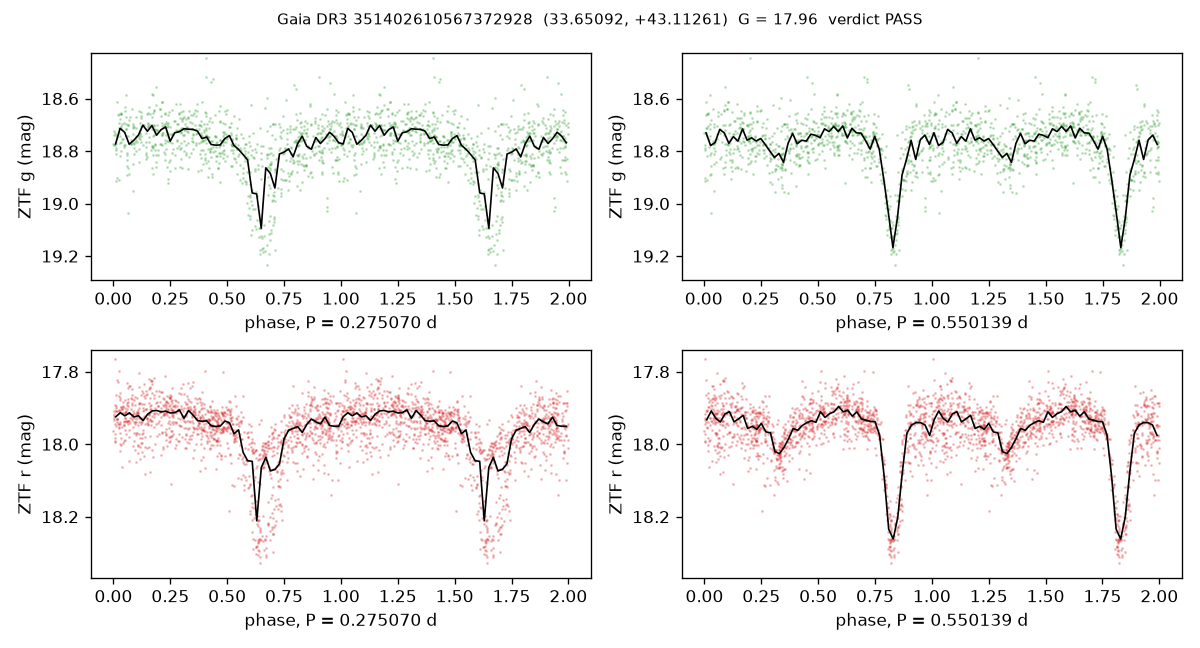 Gaia DR3 351402610567372928 (33.65092, +43.11261) G = 17.96 verdict PASS
ZTF g (mag)
18.6
18.8
19.0
19.2
0.00 0.25 0.50 0.75 1.00 1.25 1.50 1.75 2.00
phase, P = 0.275070 d
ZTF g (mag)
18.6
18.8
19.0
19.2
0.00 0.25 0.50 0.75 1.00 1.25 1.50 1.75 2.00
phase, P = 0.550139 d
ZTF r (mag)
17.8
18.0
18.2
0.00 0.25 0.50 0.75 1.00 1.25 1.50 1.75 2.00
phase, P = 0.275070 d
ZTF r (mag)
17.8
18.0
18.2
0.00 0.25 0.50 0.75 1.00 1.25 1.50 1.75 2.00
phase, P = 0.550139 d